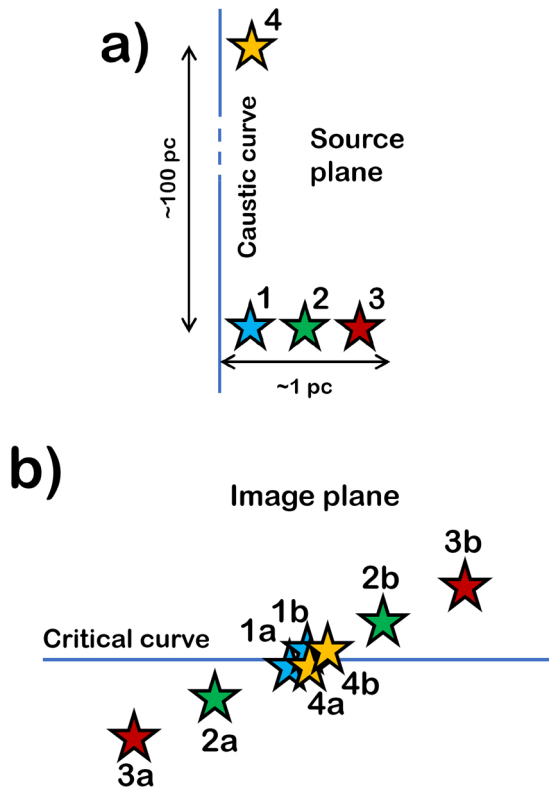 a)
4
~100 pc
Caustic curve
Source
plane
1
2
3
~1 pc
b)
Image plane
3b
2b
1b
1a
Critical curve
4b
4a
2a
3a